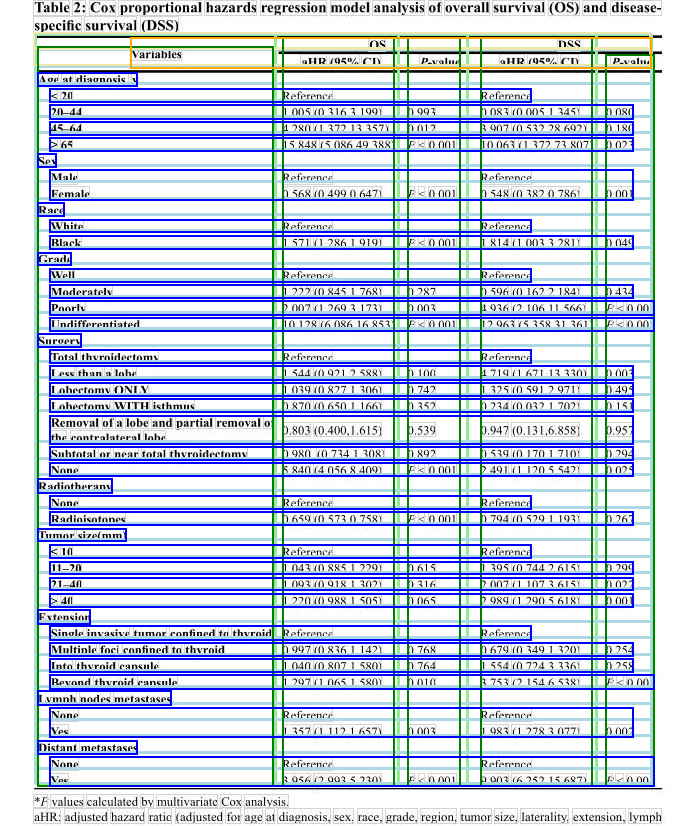 Table 2: Cox proportional hazards regression model analysis of overall survival (OS) and disease-
specific survival (DSS)
Variables OS DSS
aHR (95% CI) P-value aHR (95% CI) P-value
Age at diagnosis, y
< 20 Reference Reference
20–44 1.005 (0.316,3.199) 0.993 0.083 (0.005,1.345) 0.080
45–64 4.280 (1.372,13.357) 0.012 3.907 (0.532,28.692) 0.180
≥ 65 15.848 (5.086,49.388) P < 0.001 10.063 (1.372,73.807) 0.023
Sex
Male Reference Reference
Female 0.568 (0.499,0.647) P < 0.001 0.548 (0.382,0.786) 0.001
Race
White Reference Reference
Black 1.571 (1.286,1.919) P < 0.001 1.814 (1.003,3.281) 0.049
Grade
Well Reference Reference
Moderately 1.222 (0.845,1.768) 0.287 0.596 (0.162,2.184) 0.434
Poorly 2.007 (1.269,3.173) 0.003 4.936 (2.106,11.566) P < 0.00
Undifferentiated 10.128 (6.086,16.853) P < 0.001 12.963 (5.358,31.361) P < 0.00
Surgery
Total thyroidectomy Reference Reference
Less than a lobe 1.544 (0.921,2.588) 0.100 4.719 (1.671,13.330) 0.003
Lobectomy ONLY 1.039 (0.827,1.306) 0.742 1.325 (0.591,2.971) 0.495
Lobectomy WITH isthmus 0.870 (0.650,1.166) 0.352 0.234 (0.032,1.702) 0.151
Removal of a lobe and partial removal of
the contralateral lobe 0.803 (0.400,1.615) 0.539 0.947 (0.131,6.858) 0.957
Subtotal or near total thyroidectomy 0.980 (0.734,1.308) 0.892 0.539 (0.170,1.710) 0.294
None 5.840 (4.056,8.409) P < 0.001 2.491 (1.120,5.542) 0.025
Radiotherapy
None Reference Reference
Radioisotopes 0.659 (0.573,0.758) P < 0.001 0.794 (0.529,1.193) 0.267
Tumor size(mm)
≤ 10 Reference Reference
11–20 1.043 (0.885,1.229) 0.615 1.395 (0.744,2.615) 0.299
21–40 1.093 (0.918,1.302) 0.316 2.007 (1.107,3.615) 0.022
> 40 1.220 (0.988,1.505) 0.065 2.989 (1.290,5.618) 0.001
Extension
Single invasive tumor confined to thyroid Reference Reference
Multiple foci confined to thyroid 0.997 (0.836,1.142) 0.768 0.679 (0.349,1.320) 0.254
Into thyroid capsule 1.040 (0.807,1.580) 0.764 1.554 (0.724,3.336) 0.258
Beyond thyroid capsule 1.297 (1.065,1.580) 0.010 3.753 (2.154,6.538) P < 0.00
Lymph nodes metastases
None Reference Reference
Yes 1.357 (1.112,1.657) 0.003 1.983 (1.278,3.077) 0.002
Distant metastases
None Reference Reference
Yes 3.956 (2.993,5.230) P < 0.001 9.903 (6.252,15.687) P < 0.00
*P values calculated by multivariate Cox analysis.
aHR: adjusted hazard ratio (adjusted for age at diagnosis, sex, race, grade, region, tumor size, laterality, extension, lymph